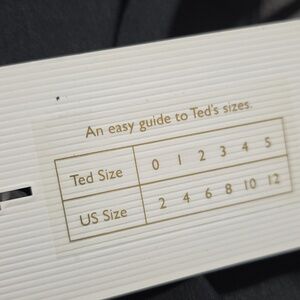 An easy guide to Ted's sizes.
Ted Size 0 1 2 3 4 5
US Size 2 4 6 8 10 12